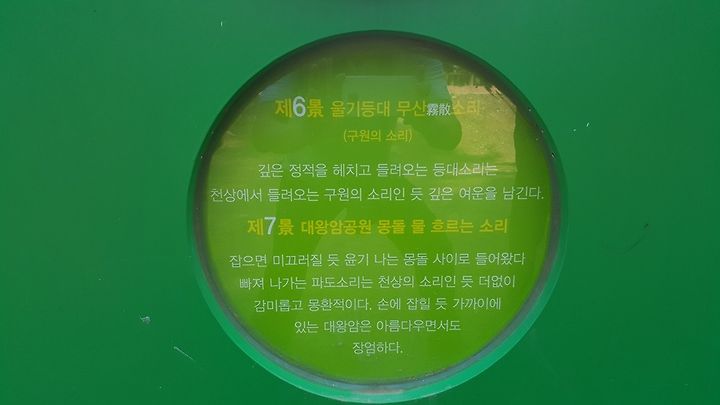 제6景 울기등대 무산霧散소리
(구원의 소리)
깊은 정적을 헤치고 들려오는 등대소리는
천상에서 들려오는 구원의 소리인 듯 깊은 여운을 남긴다.
제7景 대왕암공원 몽돌 물 흐르는 소리
잡으면 미끄러질 듯 윤기 나는 몽돌 사이로 들어왔다
빠져 나가는 파도소리는 천상의 소리인 듯 더없이
감미롭고 몽환적이다. 손에 잡힐 듯 가까이에
있는 대왕암은 아름다우면서도
장엄하다.